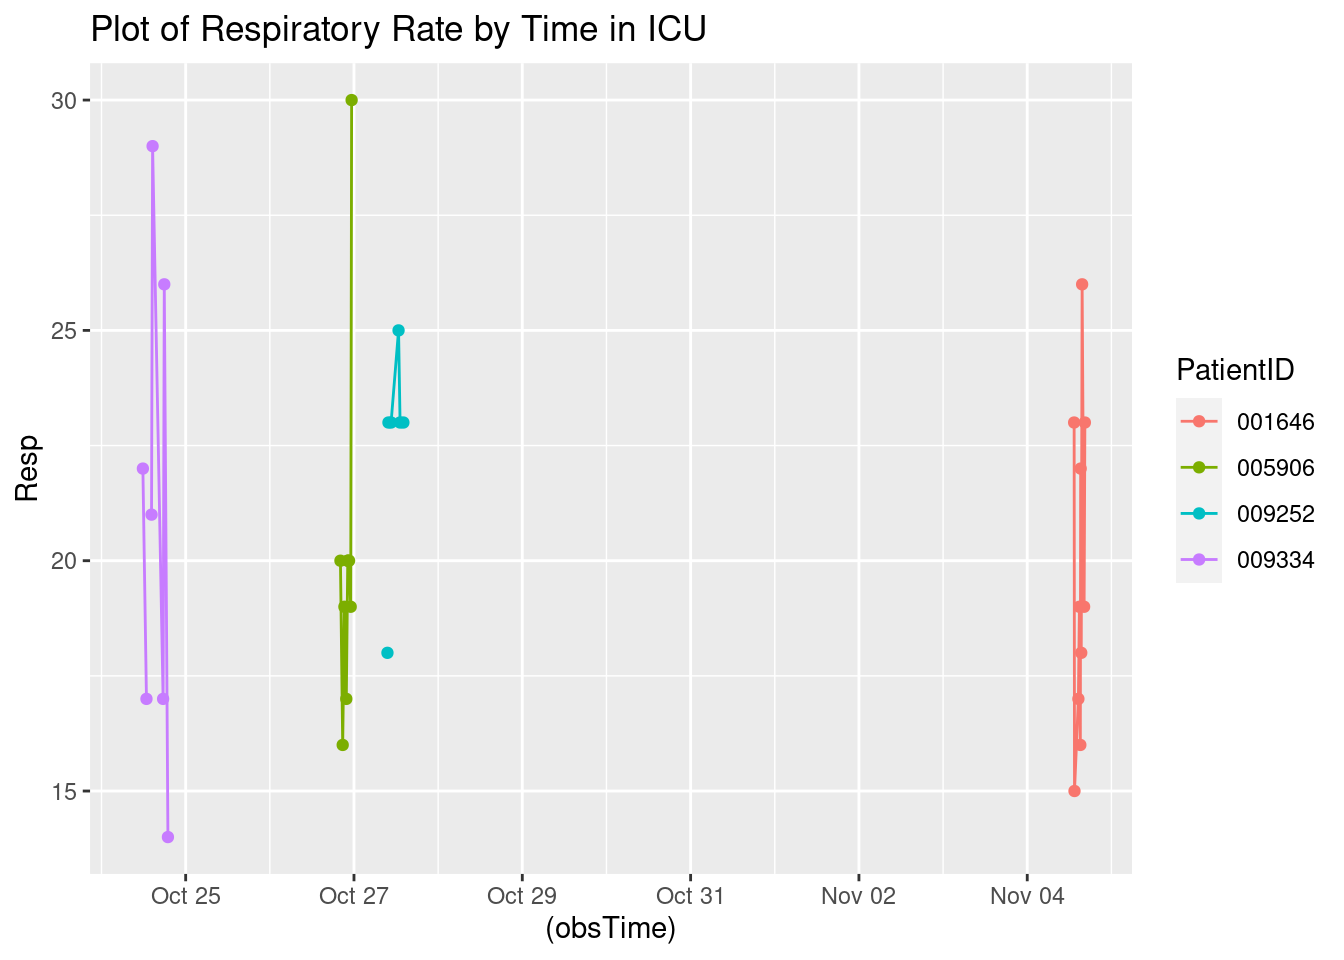 Plot of Respiratory Rate by Time in ICU
30
25
20
15
Resp
Oct 25
Oct 27
Oct 29
Oct 31
Nov 02
Nov 04
(obsTime)
PatientID
001646
005906
009252
009334